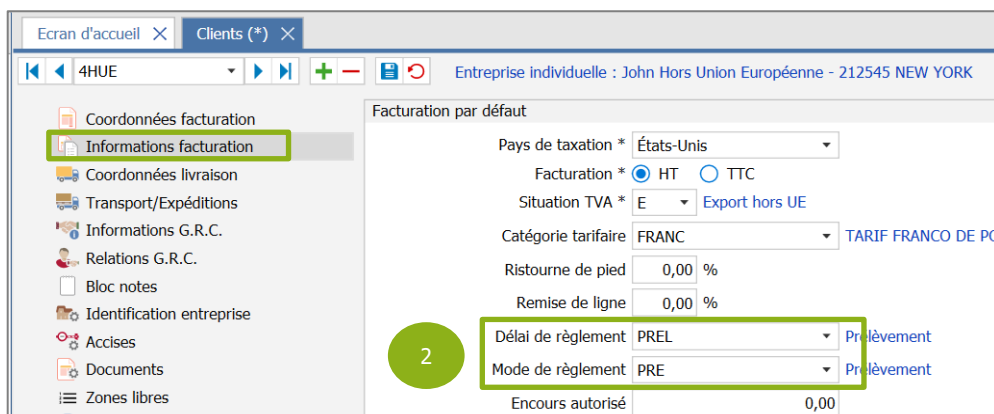 Ecran d'accueil
Clients (*)
4HUE
Entreprise individuelle : John Hors Union Européenne - 212545 NEW YORK
Coordonnées facturation
Informations facturation
Coordonnées livraison
Transport/Expéditions
Informations G.R.C.
Relations G.R.C.
Bloc notes
Identification entreprise
Accises
Documents
Zones libres
Facturation par défaut
Pays de taxation * États-Unis
Facturation * HT TTC
Situation TVA * E Export hors UE
Catégorie tarifaire FRANC TARIF FRANCO DE PO
Ristourne de pied 0,00 %
Remise de ligne 0,00 %
Délai de règlement PREL Prélèvement
2
Mode de règlement PRE Prélèvement
Encours autorisé 0,00